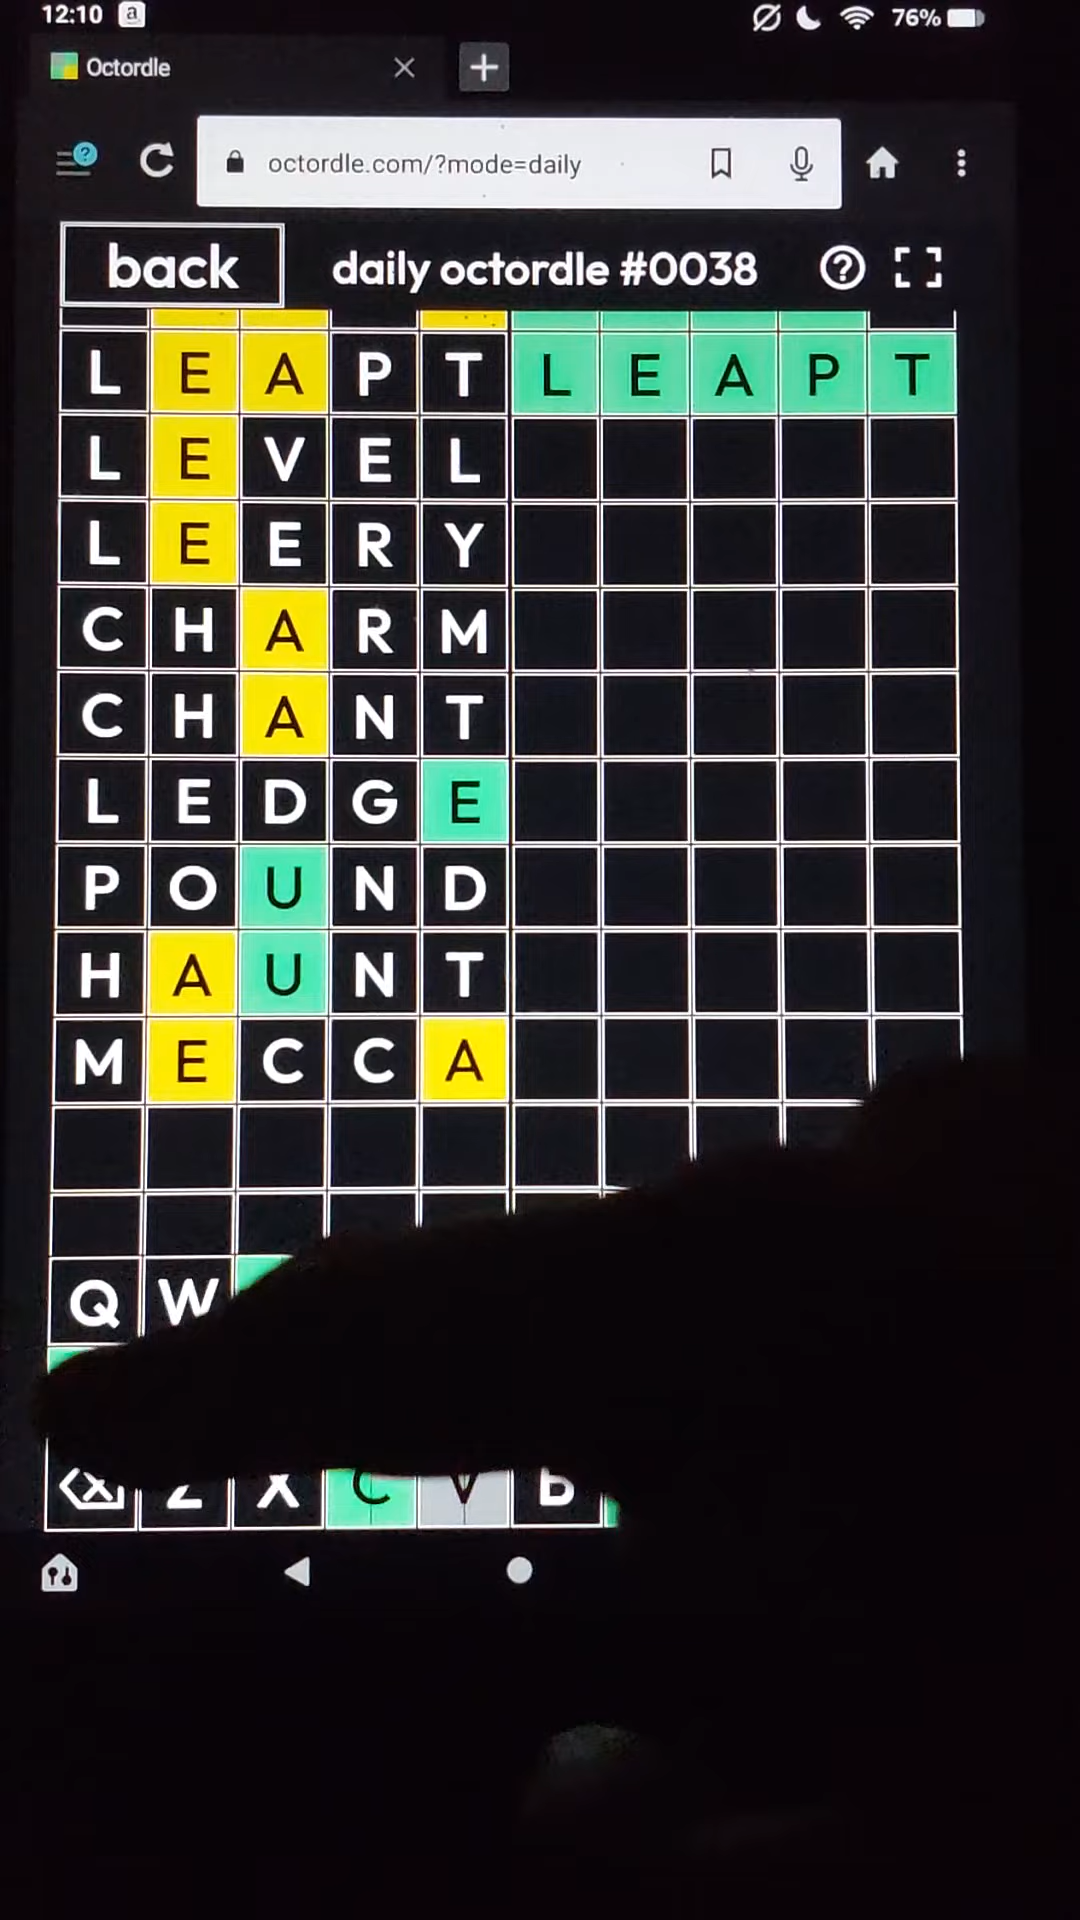 12:10 a 76%
Octordle
octordle.com/?mode=daily
back daily octordle #0038
L E A P T L E A P T
L E V E L
L E E R Y
C H A R M
C H A N T
L E D G E
P O U N D
H A U N T
M E C C A
Q W
X C V B